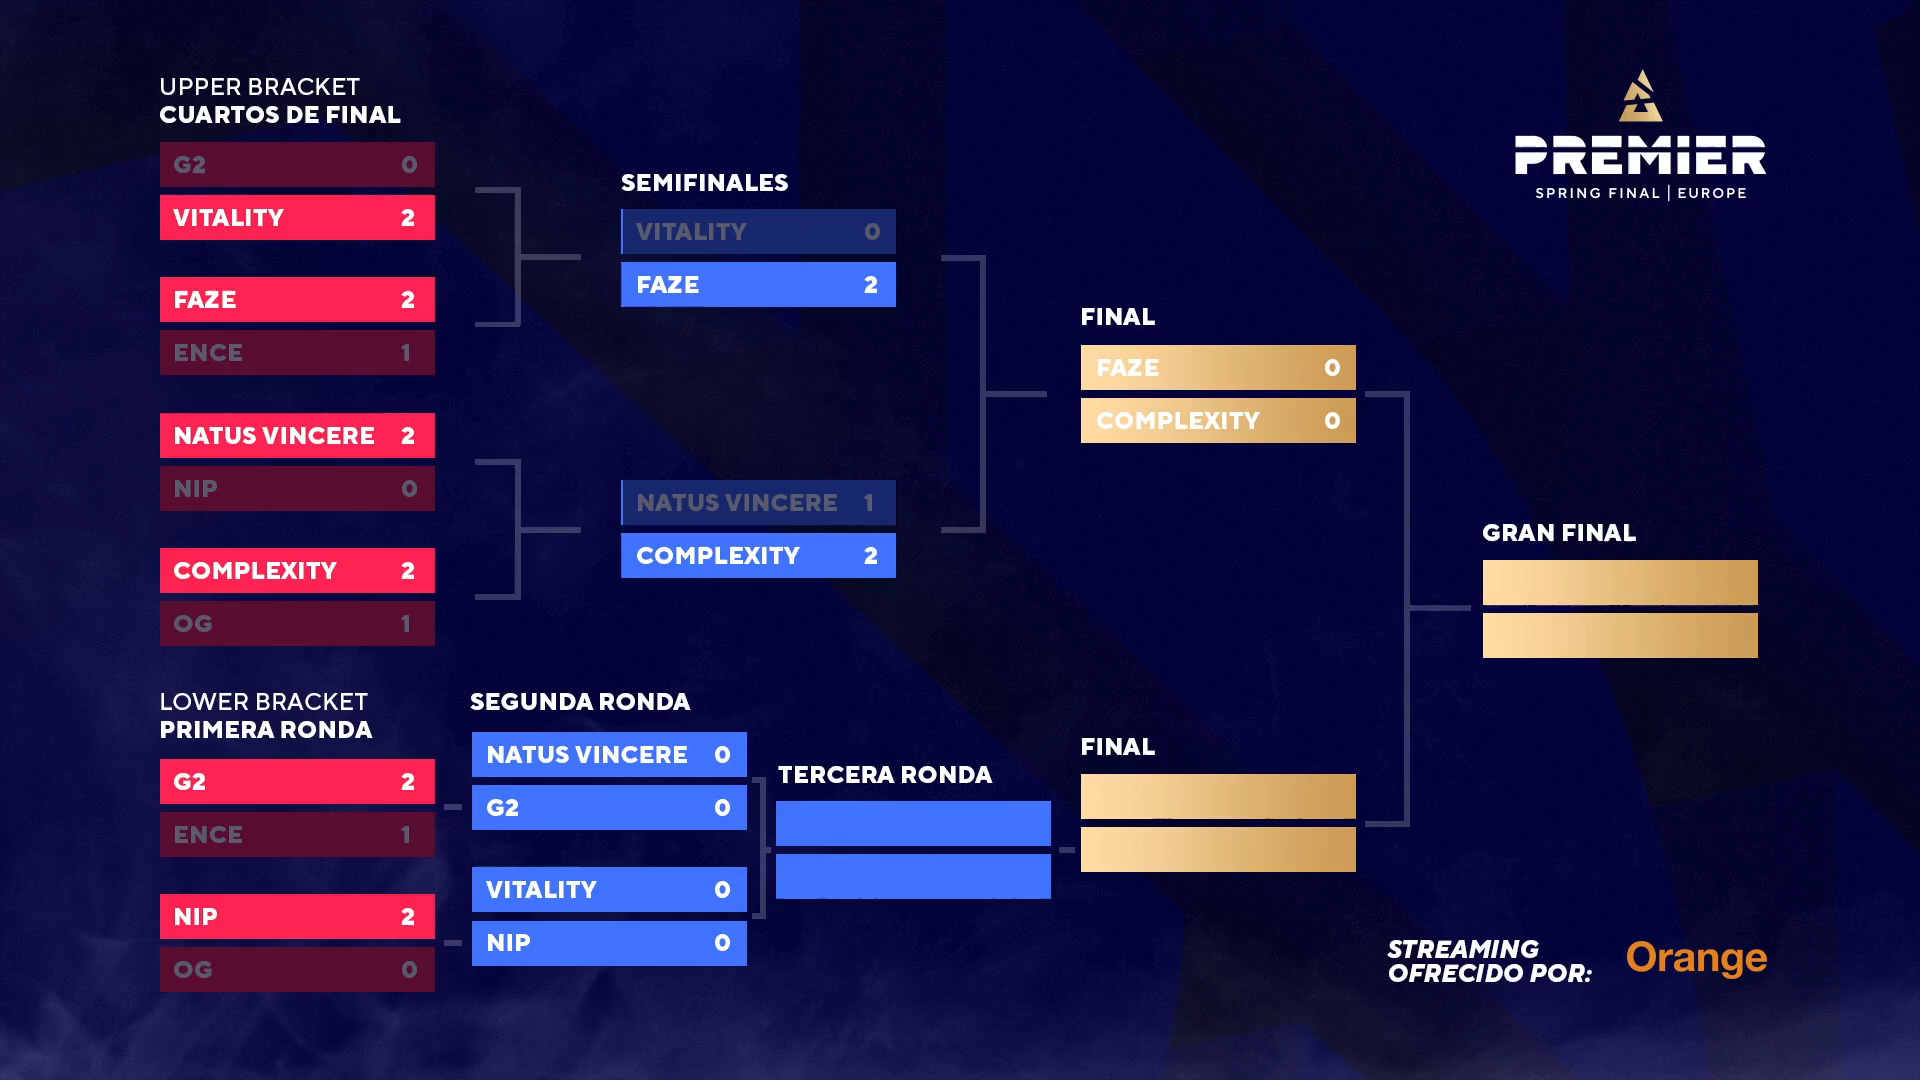 UPPER BRACKET
CUARTOS DE FINAL
G2 0
VITALITY 2
FAZE 2
ENCE 1
NATUS VINCERE 2
NIP 0
COMPLEXITY 2
OG 1
SEMIFINALES
VITALITY 0
FAZE 2
NATUS VINCERE 1
COMPLEXITY 2
FINAL
FAZE 0
COMPLEXITY 0
PREMIER
SPRING FINAL | EUROPE
GRAN FINAL
LOWER BRACKET
PRIMERA RONDA
G2 2
ENCE 1
NIP 2
OG 0
SEGUNDA RONDA
NATUS VINCERE 0
G2 0
VITALITY 0
NIP 0
TERCERA RONDA
FINAL
STREAMING
OFRECIDO POR:
Orange